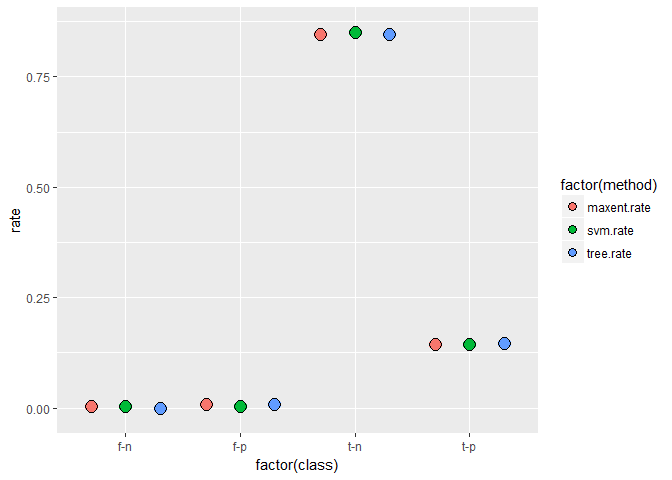 0.75
0.50
0.25
0.00
rate
f-n f-p t-n t-p
factor(class)
factor(method)
maxent.rate
svm.rate
tree.rate